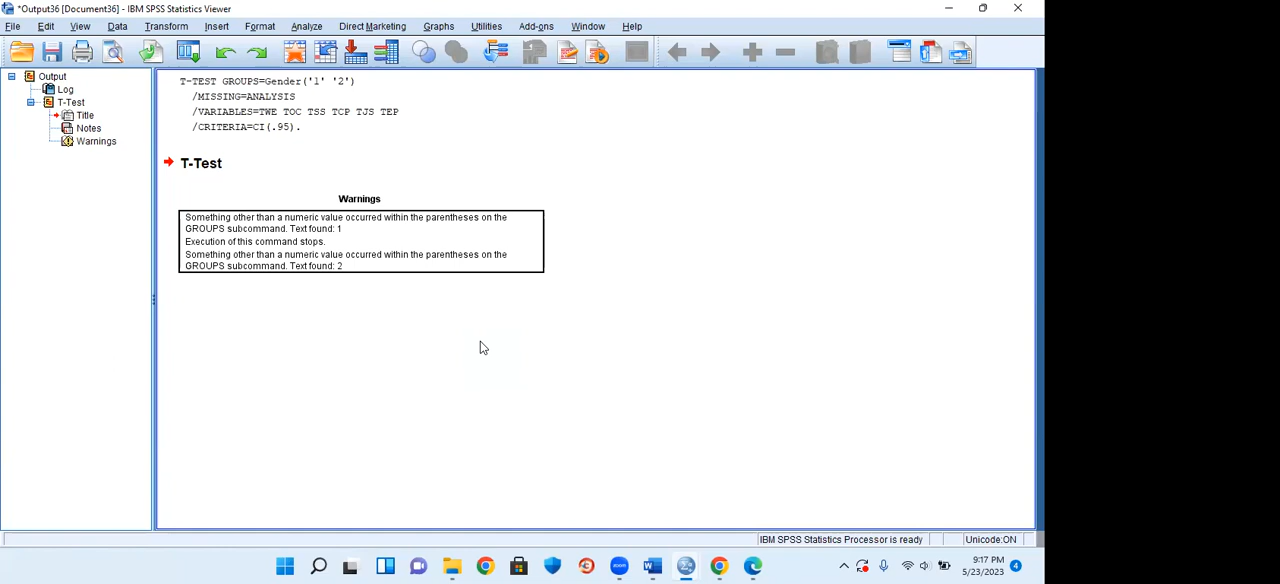 *Output36 [Document36] - IBM SPSS Statistics Viewer
File Edit View Data Transform Insert Format Analyze Direct Marketing Graphs Utilities Add-ons Window Help
Output
Log
T-Test
Title
Notes
Warnings
T-TEST GROUPS=Gender('1' '2')
/MISSING=ANALYSIS
/VARIABLES=TWE TOC TSS TCP TJS TEP
/CRITERIA=CI(.95).
T-Test
Warnings
Something other than a numeric value occurred within the parentheses on the
GROUPS subcommand. Text found: 1
Execution of this command stops.
Something other than a numeric value occurred within the parentheses on the
GROUPS subcommand. Text found: 2
IBM SPSS Statistics Processor is ready Unicode:ON
zoom
9:17 PM
5/23/2023
4